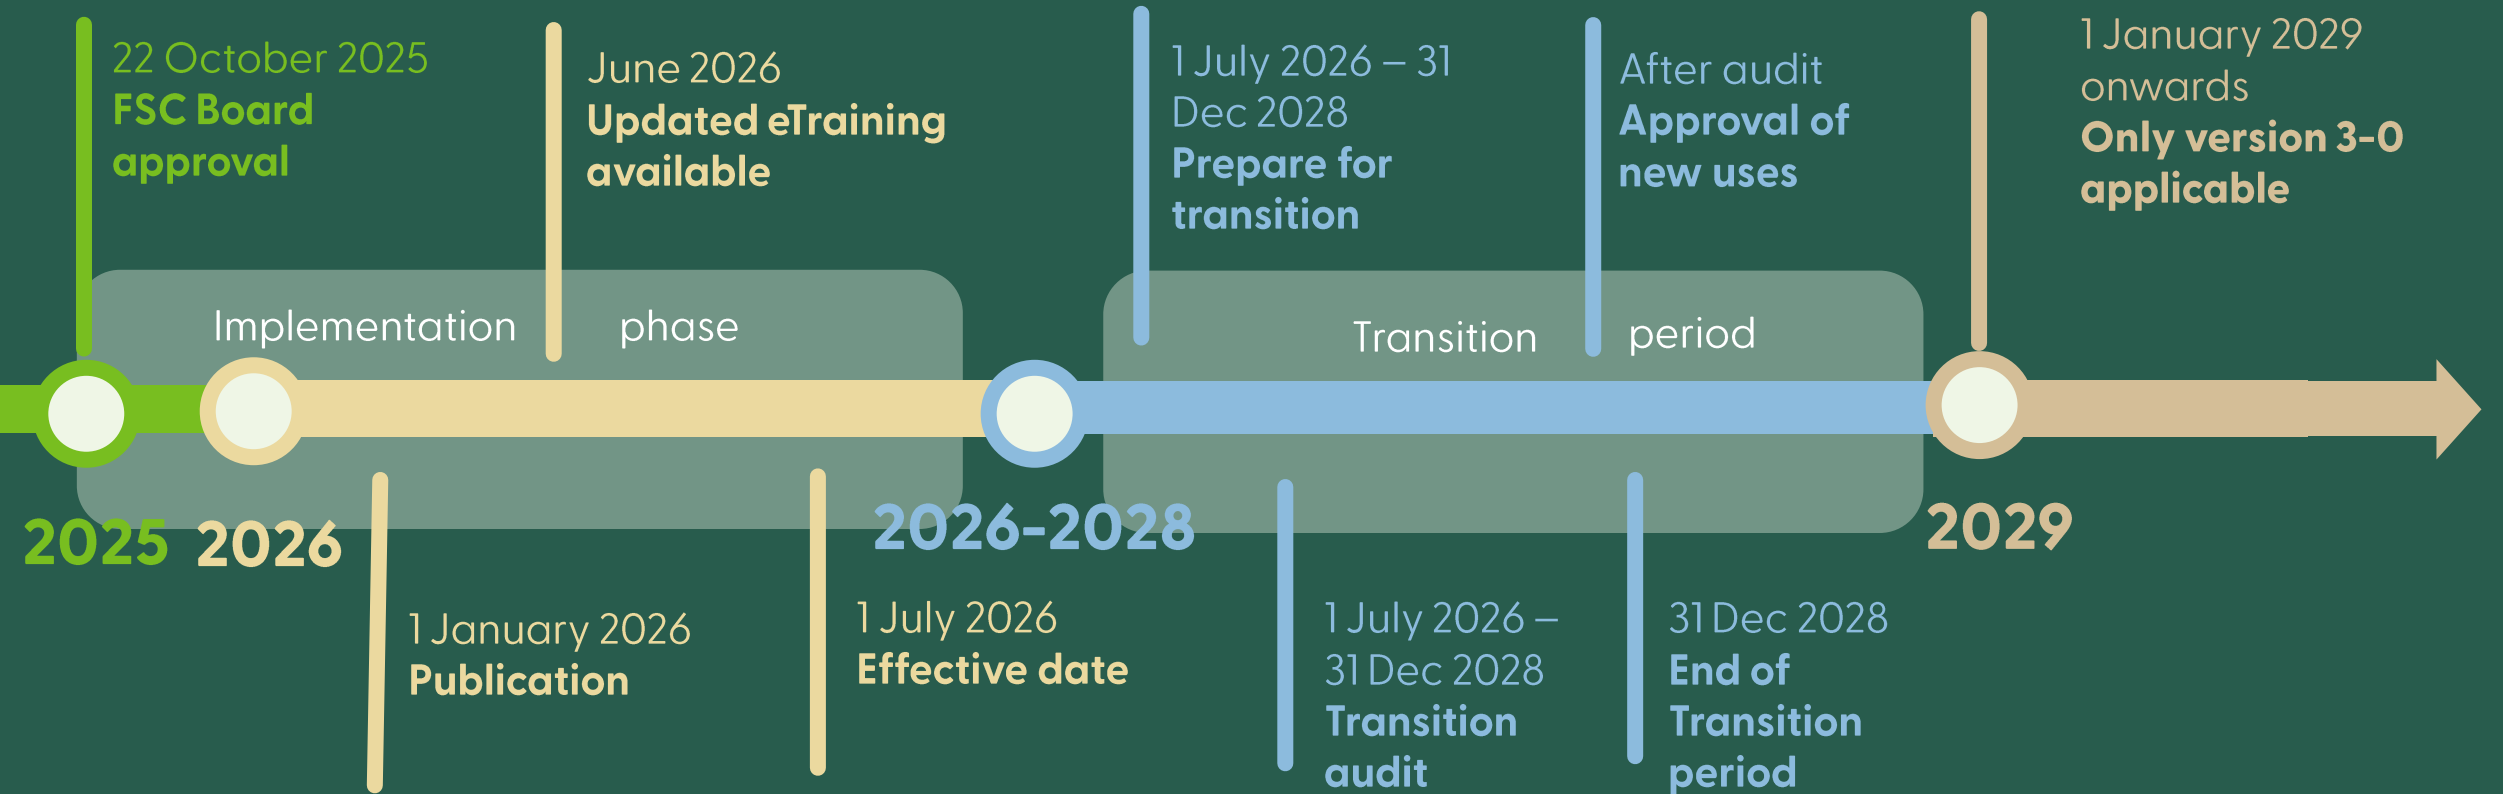 22 October 2025
FSC Board
approval
June 2026
Updated eTraining
available
1 July 2026 – 31
Dec 2028
Prepare for
transition
After audit
Approval of
new uses
1 January 2029
onwards
Only version 3-0
applicable
Implementation phase
Transition period
2025
2026
2026-2028
2029
1 January 2026
Publication
1 July 2026
Effective date
1 July 2026 –
31 Dec 2028
Transition
audit
31 Dec 2028
End of
Transition
period